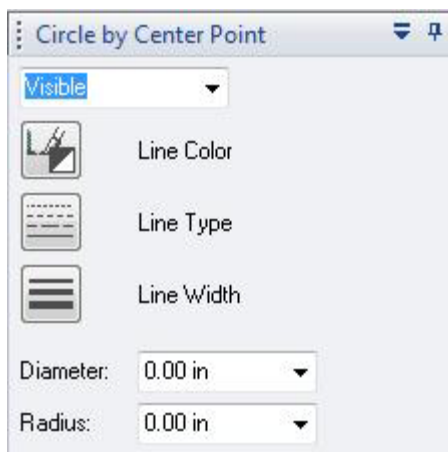 Circle by Center Point
Visible
Line Color
Line Type
Line Width
Diameter: 0.00 in
Radius: 0.00 in